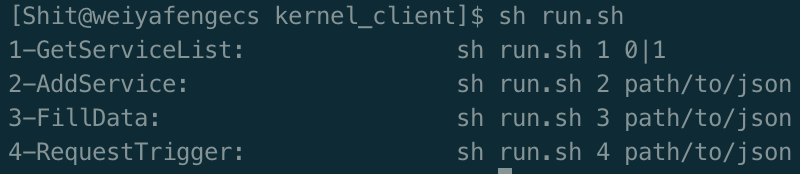 [Shit@weiyafengecs kernel_client]$ sh run.sh
1-GetServiceList: sh run.sh 1 0|1
2-AddService: sh run.sh 2 path/to/json
3-FillData: sh run.sh 3 path/to/json
4-RequestTrigger: sh run.sh 4 path/to/json